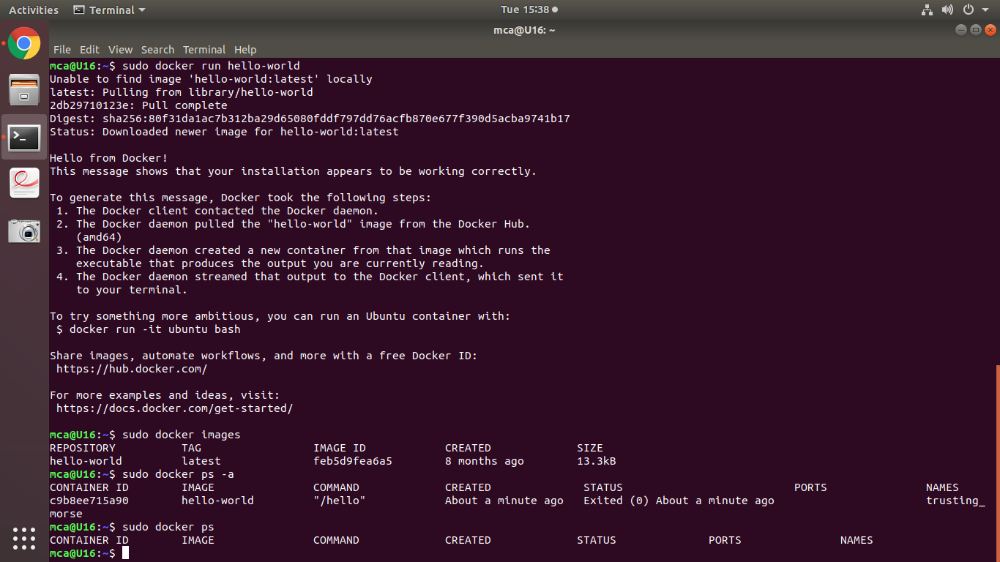 Activities Terminal Tue 15:38
mca@U16: ~
File Edit View Search Terminal Help
mca@U16:~$ sudo docker run hello-world
Unable to find image 'hello-world:latest' locally
latest: Pulling from library/hello-world
2db29710123e: Pull complete
Digest: sha256:80f31da1ac7b312ba29d65080fddf797dd76acfb870e677f390d5acba9741b17
Status: Downloaded newer image for hello-world:latest
Hello from Docker!
This message shows that your installation appears to be working correctly.
To generate this message, Docker took the following steps:
1. The Docker client contacted the Docker daemon.
2. The Docker daemon pulled the "hello-world" image from the Docker Hub.
(amd64)
3. The Docker daemon created a new container from that image which runs the
executable that produces the output you are currently reading.
4. The Docker daemon streamed that output to the Docker client, which sent it
to your terminal.
To try something more ambitious, you can run an Ubuntu container with:
$ docker run -it ubuntu bash
Share images, automate workflows, and more with a free Docker ID:
https://hub.docker.com/
For more examples and ideas, visit:
https://docs.docker.com/get-started/
mca@U16:~$ sudo docker images
REPOSITORY TAG IMAGE ID CREATED SIZE
hello-world latest feb5d9fea6a5 8 months ago 13.3kB
mca@U16:~$ sudo docker ps -a
CONTAINER ID IMAGE COMMAND CREATED STATUS PORTS NAMES
c9b8ee715a90 hello-world "/hello" About a minute ago Exited (0) About a minute ago trusting_
morse
mca@U16:~$ sudo docker ps
CONTAINER ID IMAGE COMMAND CREATED STATUS PORTS NAMES
mca@U16:~$